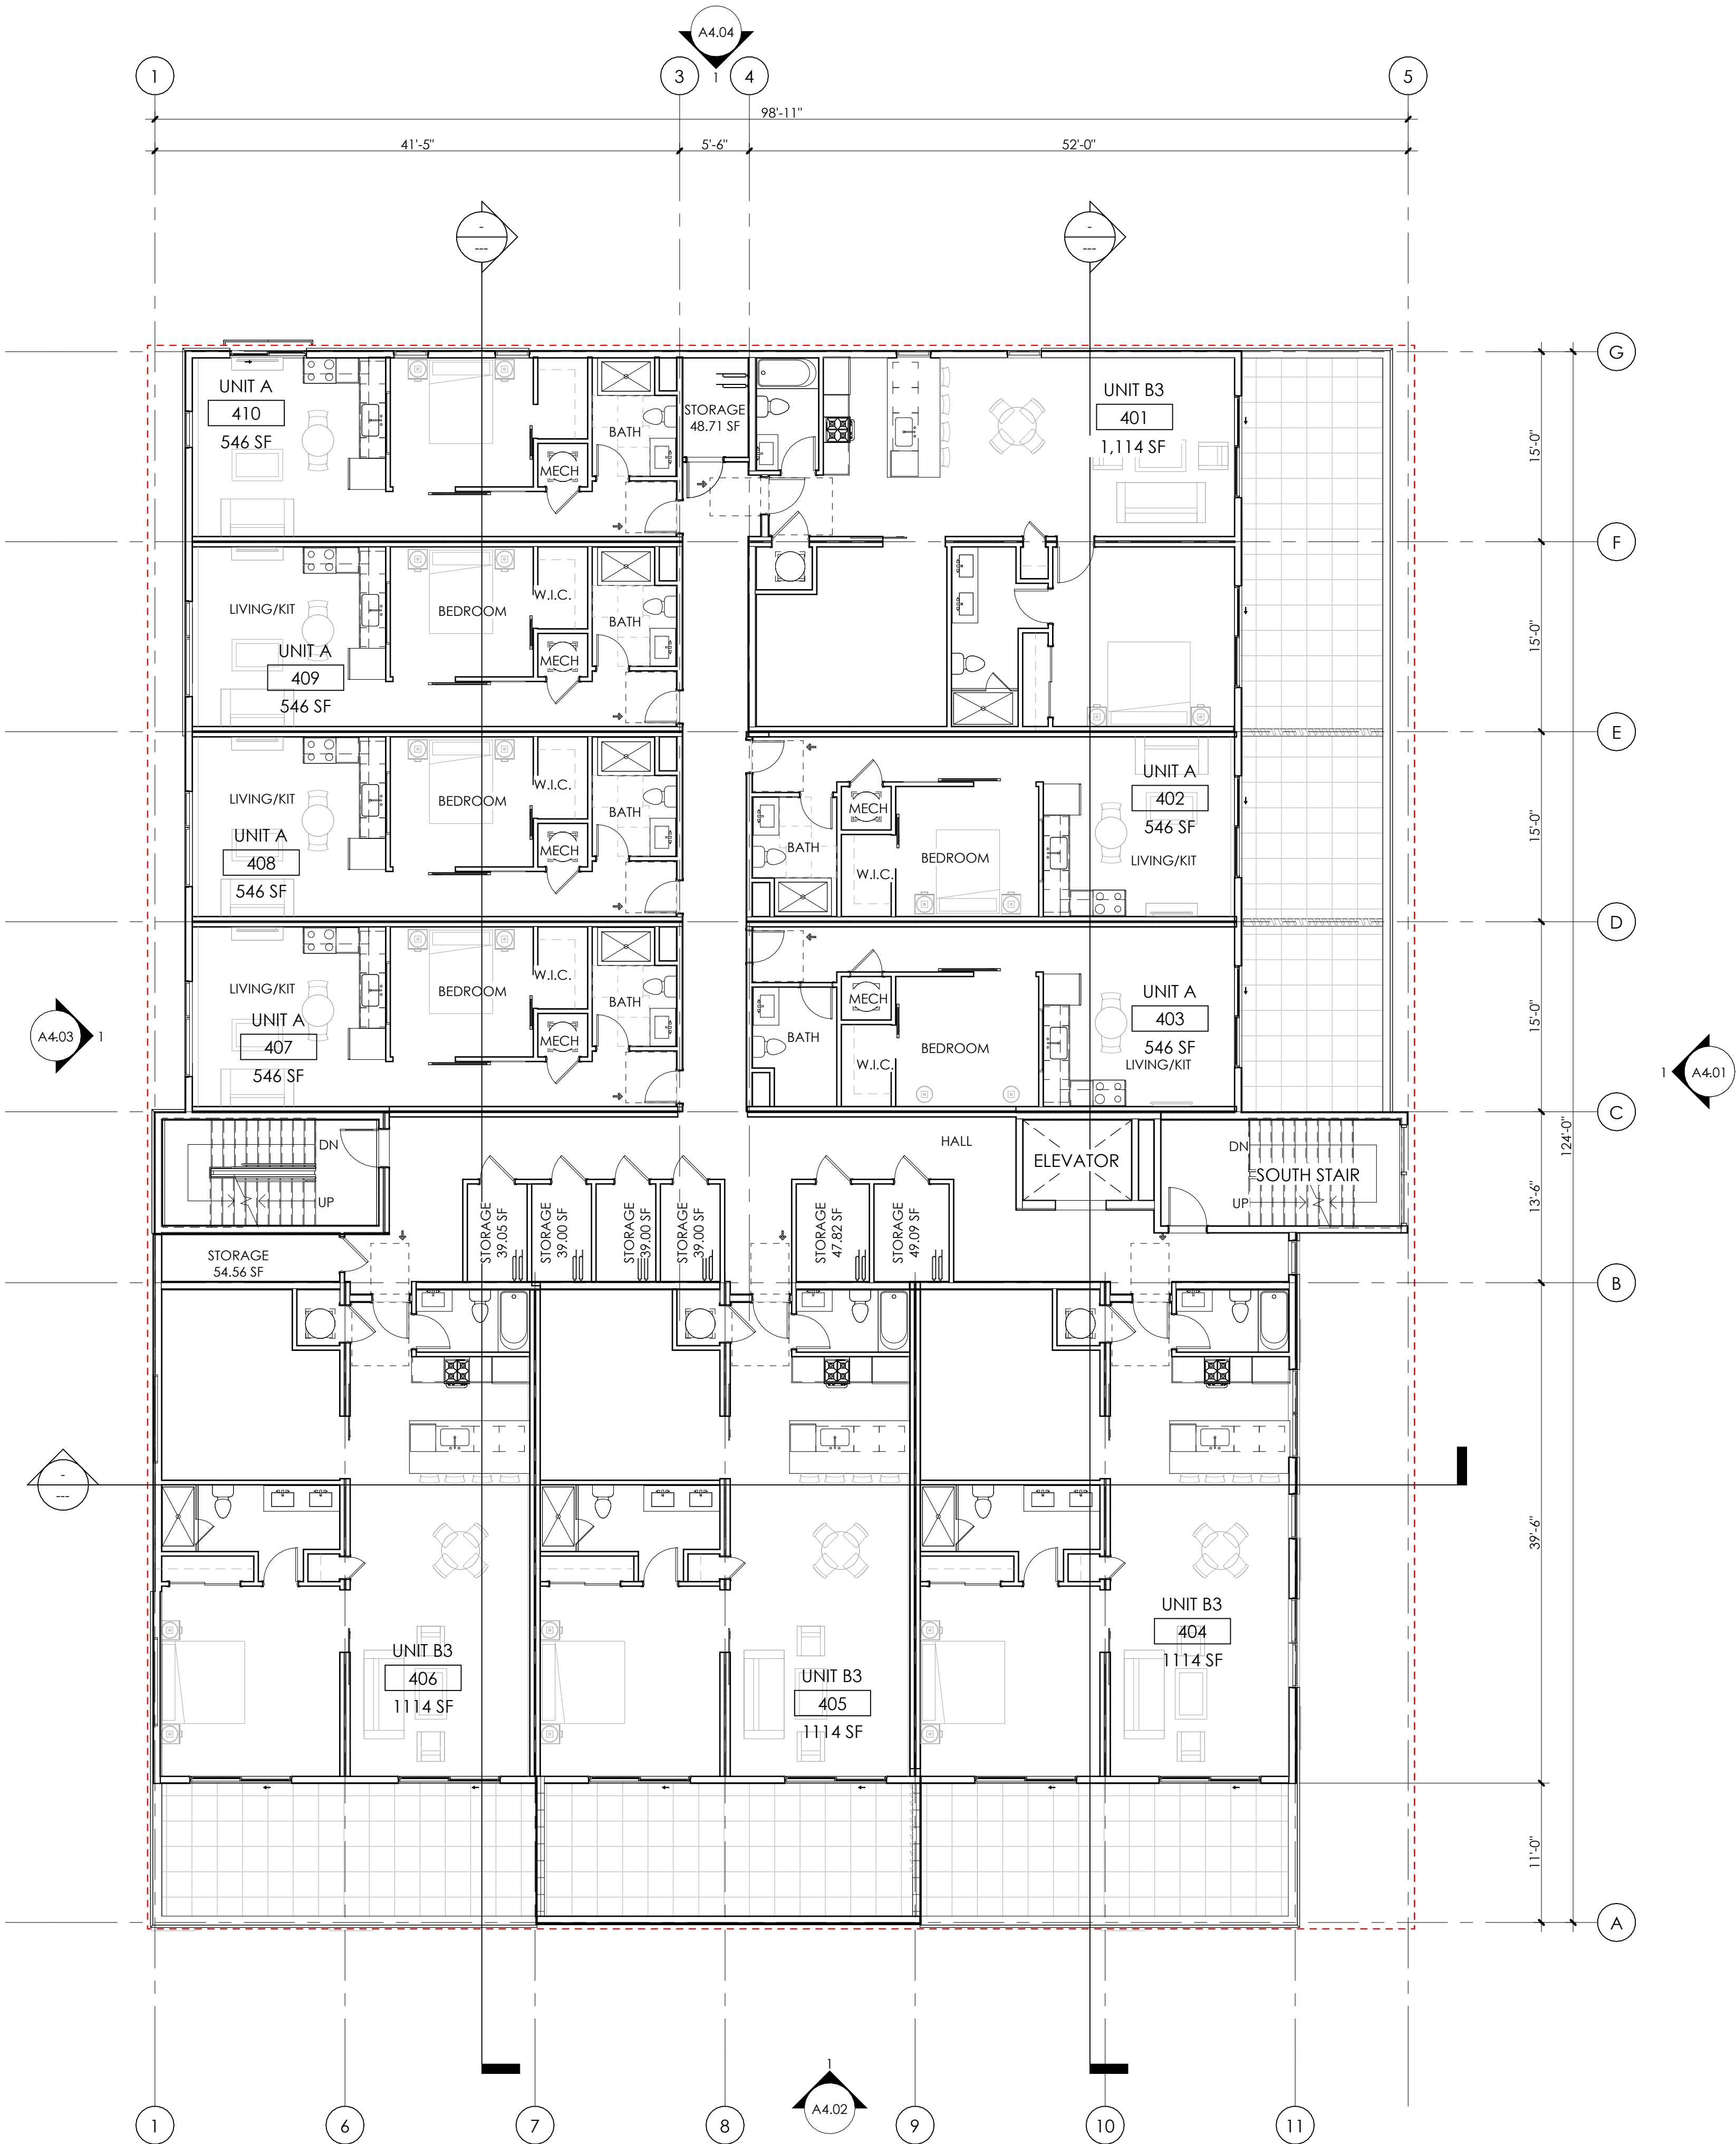 A4.04
1
1
3
4
5
98'-11"
41'-5"
5'-6"
52'-0"
-
---
-
---
G
UNIT A
410
546 SF
BATH
MECH
STORAGE
48.71 SF
UNIT B3
401
1,114 SF
15'-0"
F
LIVING/KIT
UNIT A
409
546 SF
BEDROOM
W.I.C.
BATH
MECH
15'-0"
E
LIVING/KIT
UNIT A
408
546 SF
BEDROOM
W.I.C.
BATH
MECH
MECH
BATH
W.I.C.
BEDROOM
UNIT A
402
546 SF
LIVING/KIT
15'-0"
D
LIVING/KIT
UNIT A
407
546 SF
BEDROOM
W.I.C.
BATH
MECH
MECH
BATH
W.I.C.
BEDROOM
UNIT A
403
546 SF
LIVING/KIT
15'-0"
A4.03
1
1
A4.01
C
124'-0"
DN
UP
HALL
ELEVATOR
DN
SOUTH STAIR
UP
13'-6"
STORAGE
39.05 SF
STORAGE
39.00 SF
STORAGE
39.00 SF
STORAGE
39.00 SF
STORAGE
47.82 SF
STORAGE
49.09 SF
STORAGE
54.56 SF
B
-
---
39'-6"
UNIT B3
406
1114 SF
UNIT B3
405
1114 SF
UNIT B3
404
1114 SF
11'-0"
A
1
A4.02
1
6
7
8
9
10
11